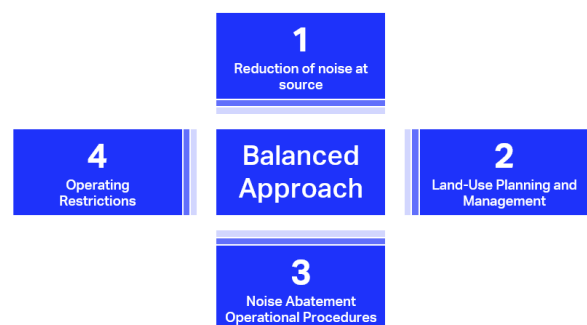 1
Reduction of noise at
source
4
Operating
Restrictions
Balanced
Approach
2
Land-Use Planning and
Management
3
Noise Abatement
Operational Procedures